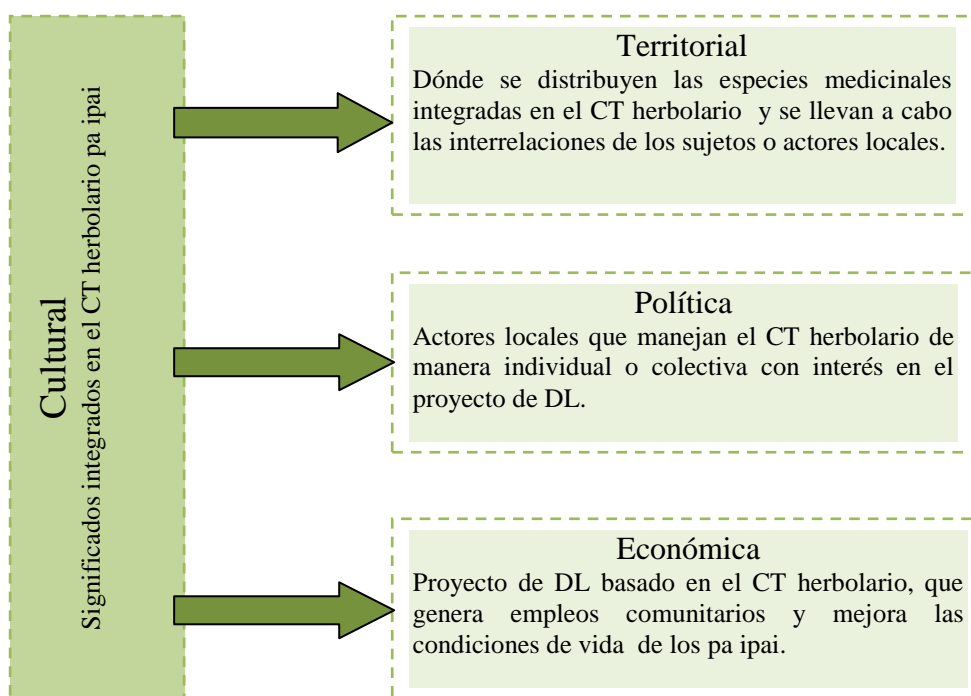 Cultural
Significados integrados en el CT herbolario pa ipai
Territorial
Dónde se distribuyen las especies medicinales
integradas en el CT herbolario y se llevan a cabo
las interrelaciones de los sujetos o actores locales.
Política
Actores locales que manejan el CT herbolario de
manera individual o colectiva con interés en el
proyecto de DL.
Económica
Proyecto de DL basado en el CT herbolario, que
genera empleos comunitarios y mejora las
condiciones de vida de los pa ipai.